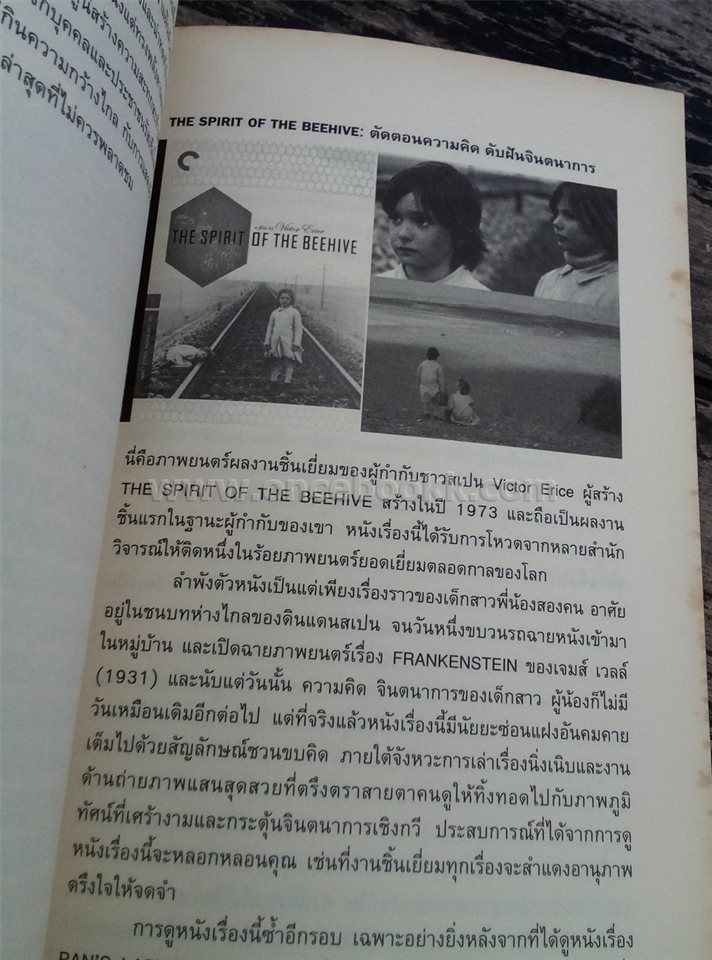 THE SPIRIT OF THE BEEHIVE: ตัดตอนความคิด ดับฝันจินตนาการ
a film by Victor Erice
THE SPIRIT OF THE BEEHIVE
นี่คือภาพยนตร์ผลงานชิ้นเยี่ยมของผู้กำกับชาวสเปน Victor Erice ผู้สร้าง
THE SPIRIT OF THE BEEHIVE สร้างในปี 1973 และถือเป็นผลงาน
ชิ้นแรกในฐานะผู้กำกับของเขา หนังเรื่องนี้ได้รับการโหวตจากหลายสำนัก
วิจารณ์ให้ติดหนึ่งในร้อยภาพยนตร์ยอดเยี่ยมตลอดกาลของโลก
ลำพังตัวหนังเป็นแต่เพียงเรื่องราวของเด็กสาวพี่น้องสองคน อาศัย
อยู่ในชนบทห่างไกลของดินแดนสเปน จนวันหนึ่งขบวนรถฉายหนังเข้ามา
ในหมู่บ้าน และเปิดฉายภาพยนตร์เรื่อง FRANKENSTEIN ของเจมส์ เวลล์
(1931) และนับแต่วันนั้น ความคิด จินตนาการของเด็กสาว ผู้น้องก็ไม่มี
วันเหมือนเดิมอีกต่อไป แต่ที่จริงแล้วหนังเรื่องนี้มีนัยยะซ่อนแฝงอันคมคาย
เต็มไปด้วยสัญลักษณ์ชวนขบคิด ภายใต้จังหวะการเล่าเรื่องนิ่งเนิบและงาน
ด้านถ่ายภาพแสนสุดสวยที่ตรึงตราสายตาคนดูให้ทิ้งทอดไปกับภาพภูมิ
ทัศน์ที่เศร้างามและกระตุ้นจินตนาการเชิงกวี ประสบการณ์ที่ได้จากการดู
หนังเรื่องนี้จะหลอกหลอนคุณ เช่นที่งานชิ้นเยี่ยมทุกเรื่องจะสำแดงอานุภาพ
ตรึงใจให้จดจำ
การดูหนังเรื่องนี้ซ้ำอีกรอบ เฉพาะอย่างยิ่งหลังจากที่ได้ดูหนังเรื่อง
PAN'S
ล่าสุดที่ไม่ควรพลาดชม
www.oncebookk.com